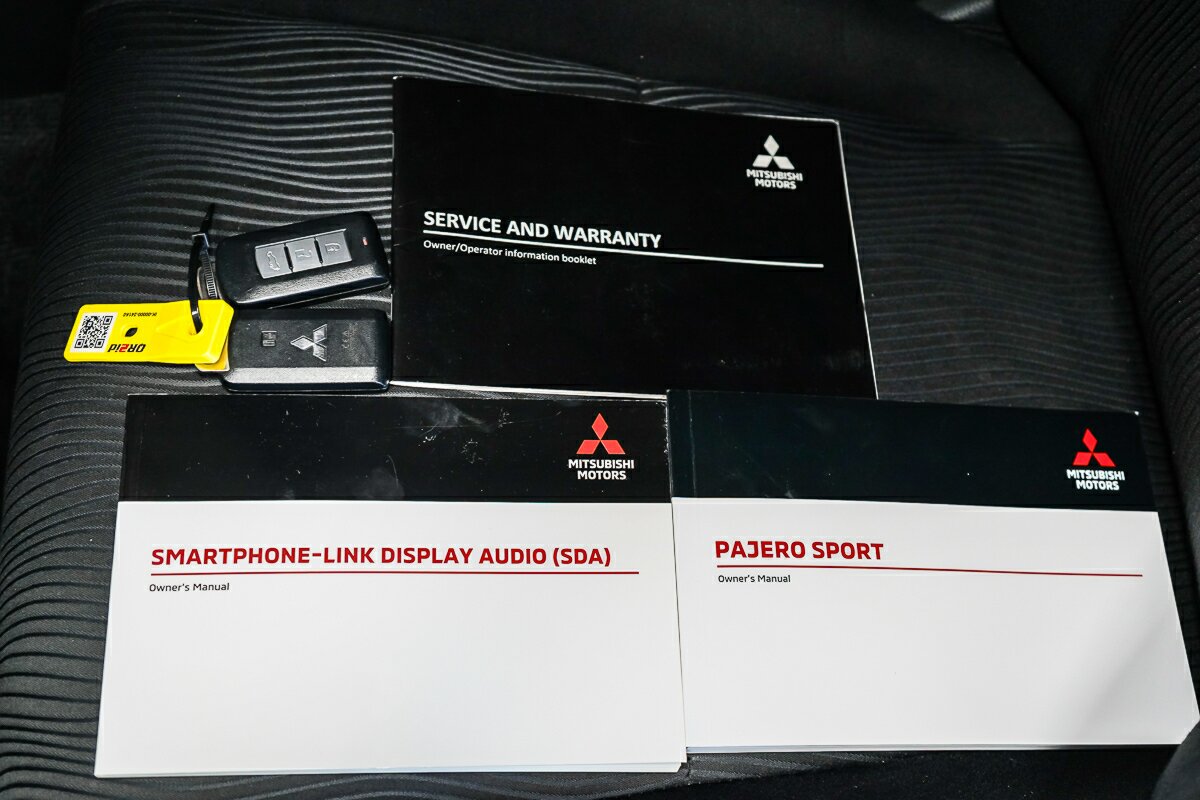 MITSUBISHI
MOTORS
SERVICE AND WARRANTY
Owner/Operator information booklet
QR2id
MITSUBISHI
MOTORS
SMARTPHONE-LINK DISPLAY AUDIO (SDA)
Owner's Manual
MITSUBISHI
MOTORS
PAJERO SPORT
Owner's Manual